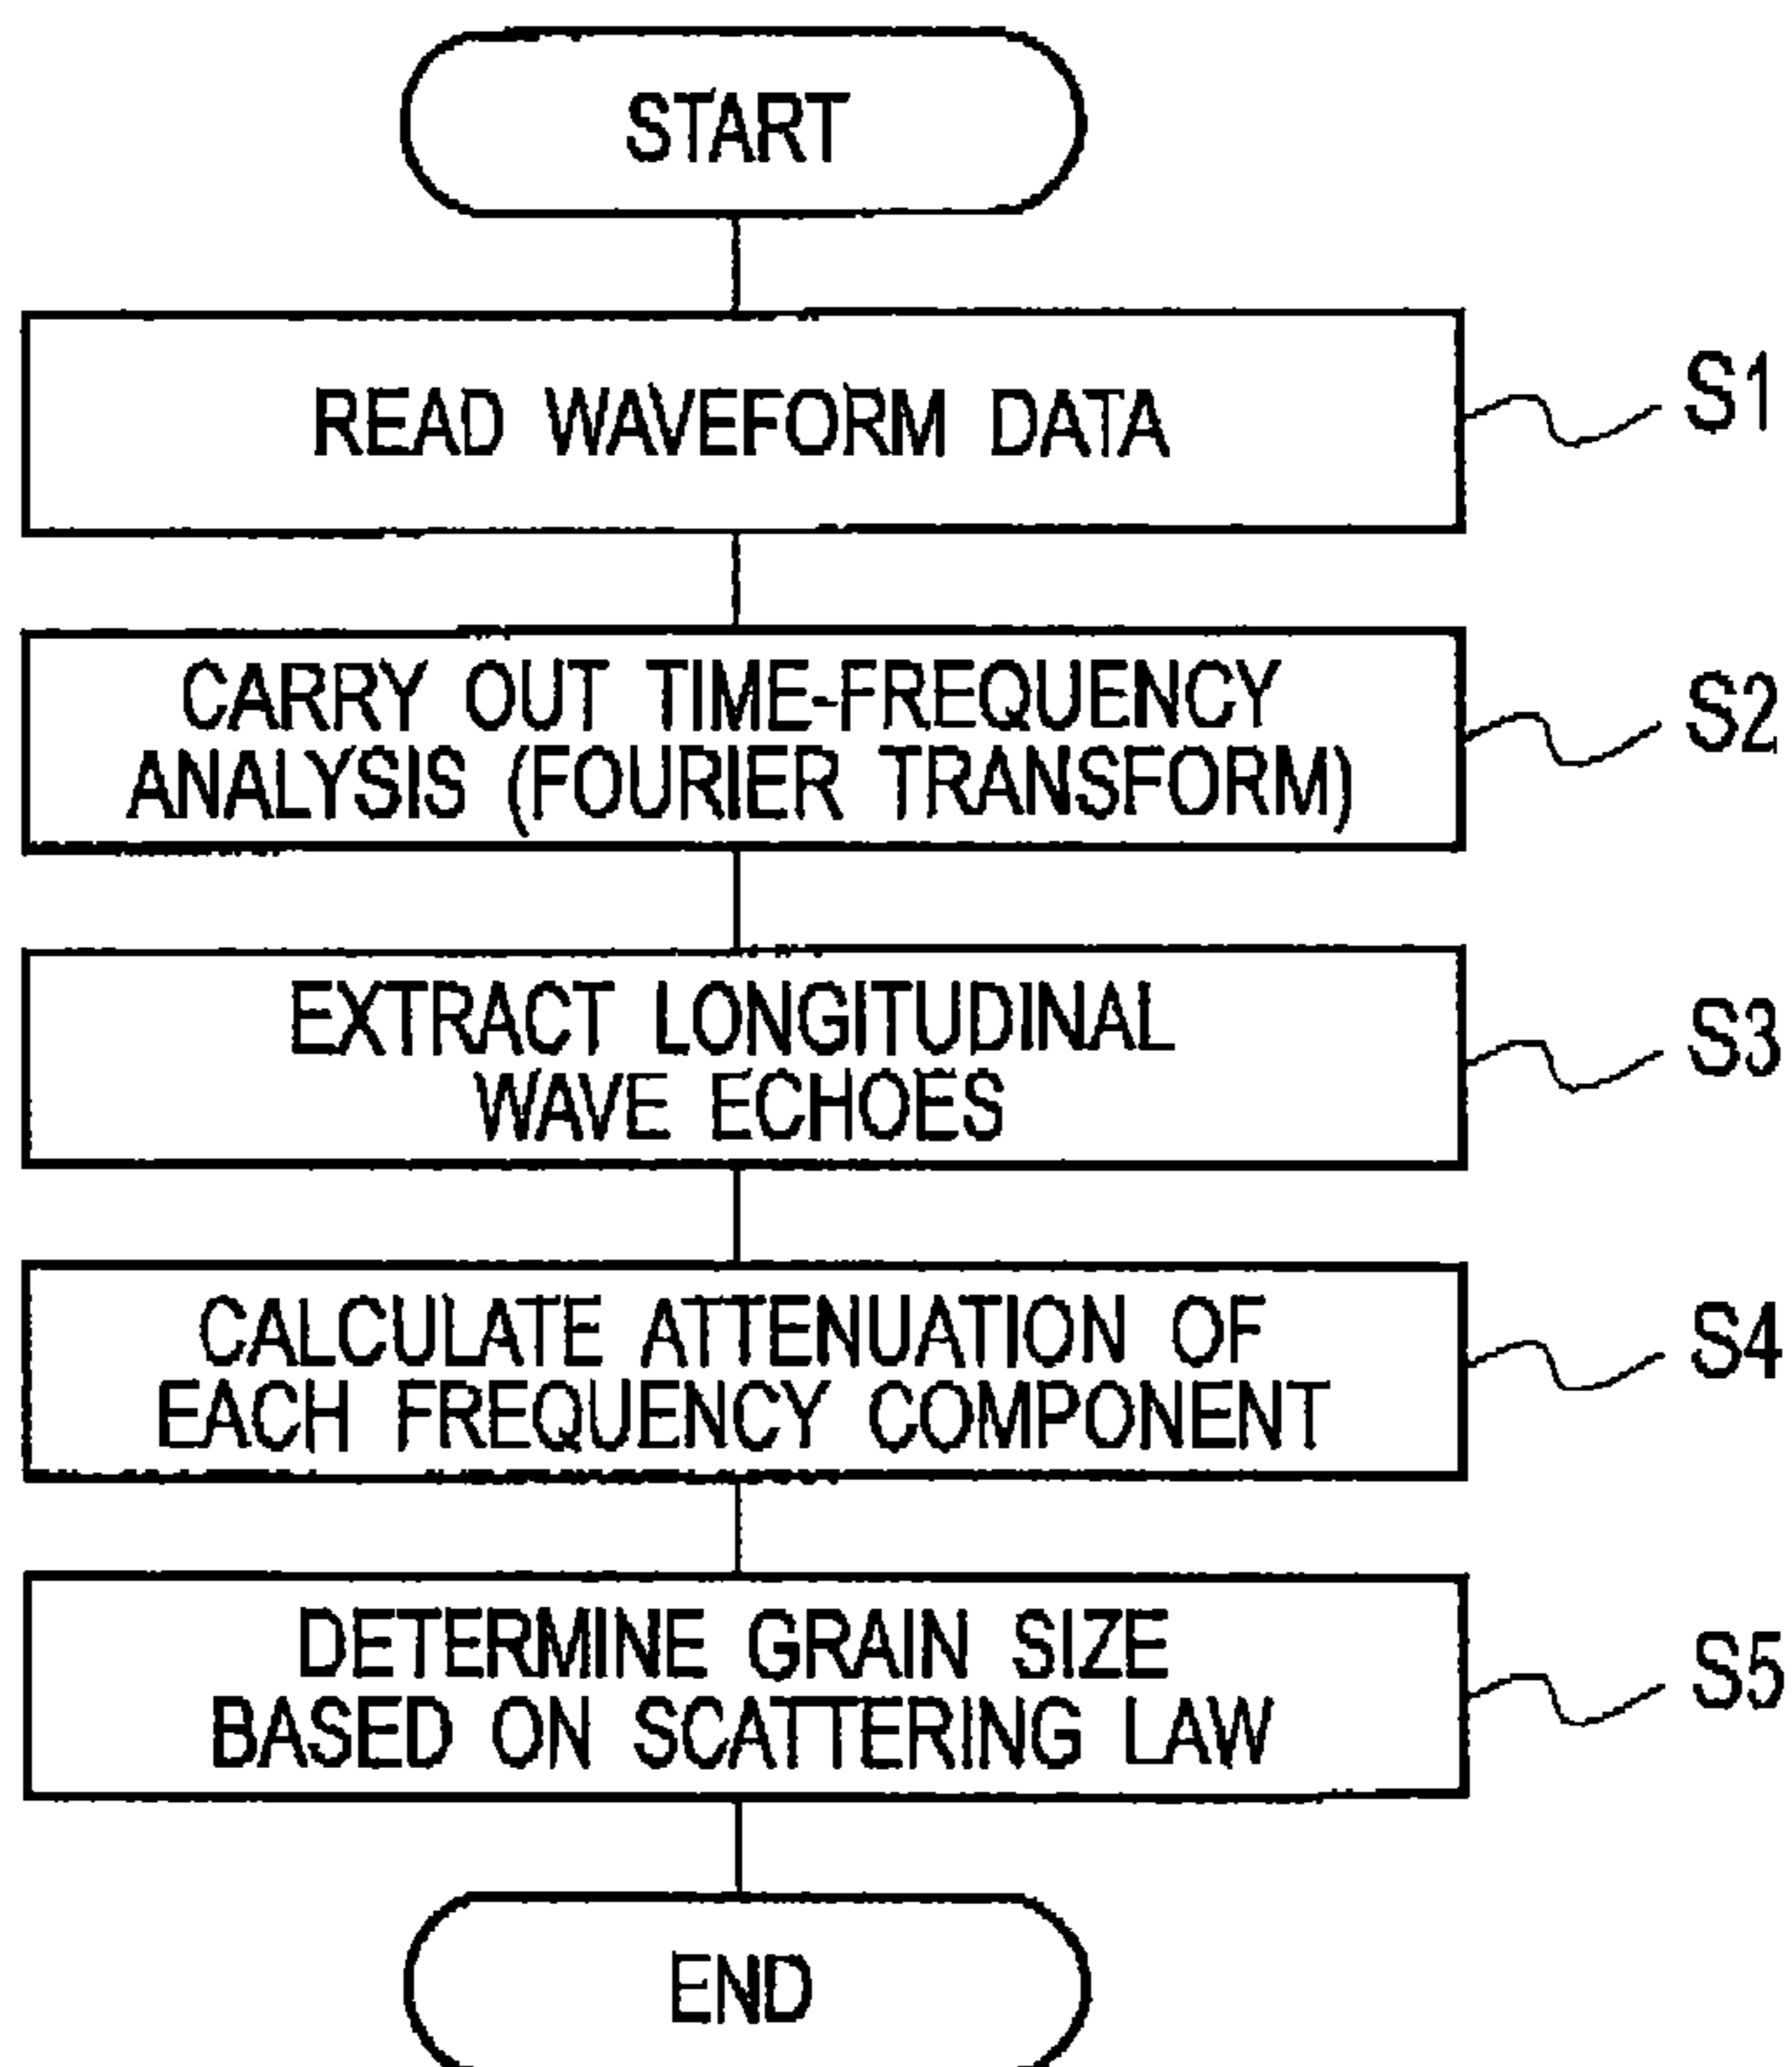 START
READ WAVEFORM DATA
S1
CARRY OUT TIME-FREQUENCY
ANALYSIS (FOURIER TRANSFORM)
S2
EXTRACT LONGITUDINAL
WAVE ECHOES
S3
CALCULATE ATTENUATION OF
EACH FREQUENCY COMPONENT
S4
DETERMINE GRAIN SIZE
BASED ON SCATTERING LAW
S5
END